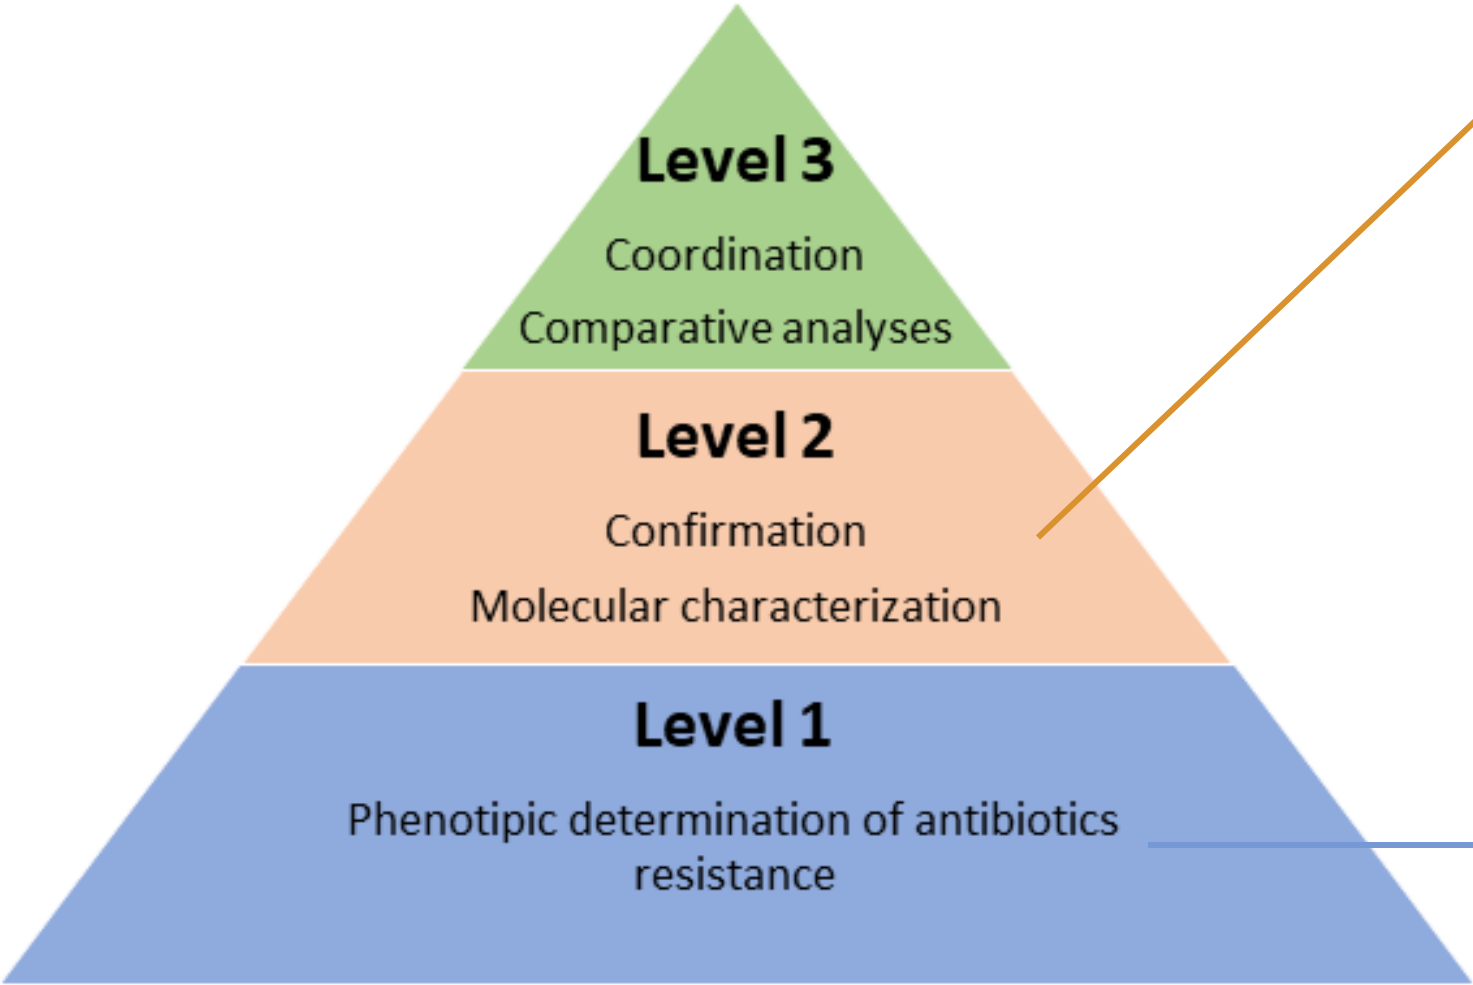 Level 3
Coordination
Comparative analyses
Level 2
Confirmation
Molecular characterization
Level 1
Phenotipic determination of antibiotics
resistance